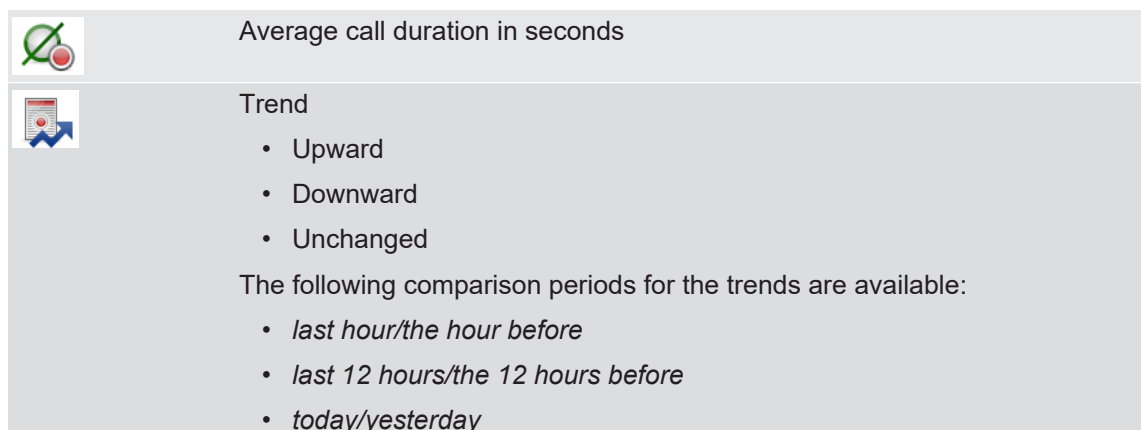 Average call duration in seconds
Trend
• Upward
• Downward
• Unchanged
The following comparison periods for the trends are available:
• last hour/the hour before
• last 12 hours/the 12 hours before
• today/yesterday